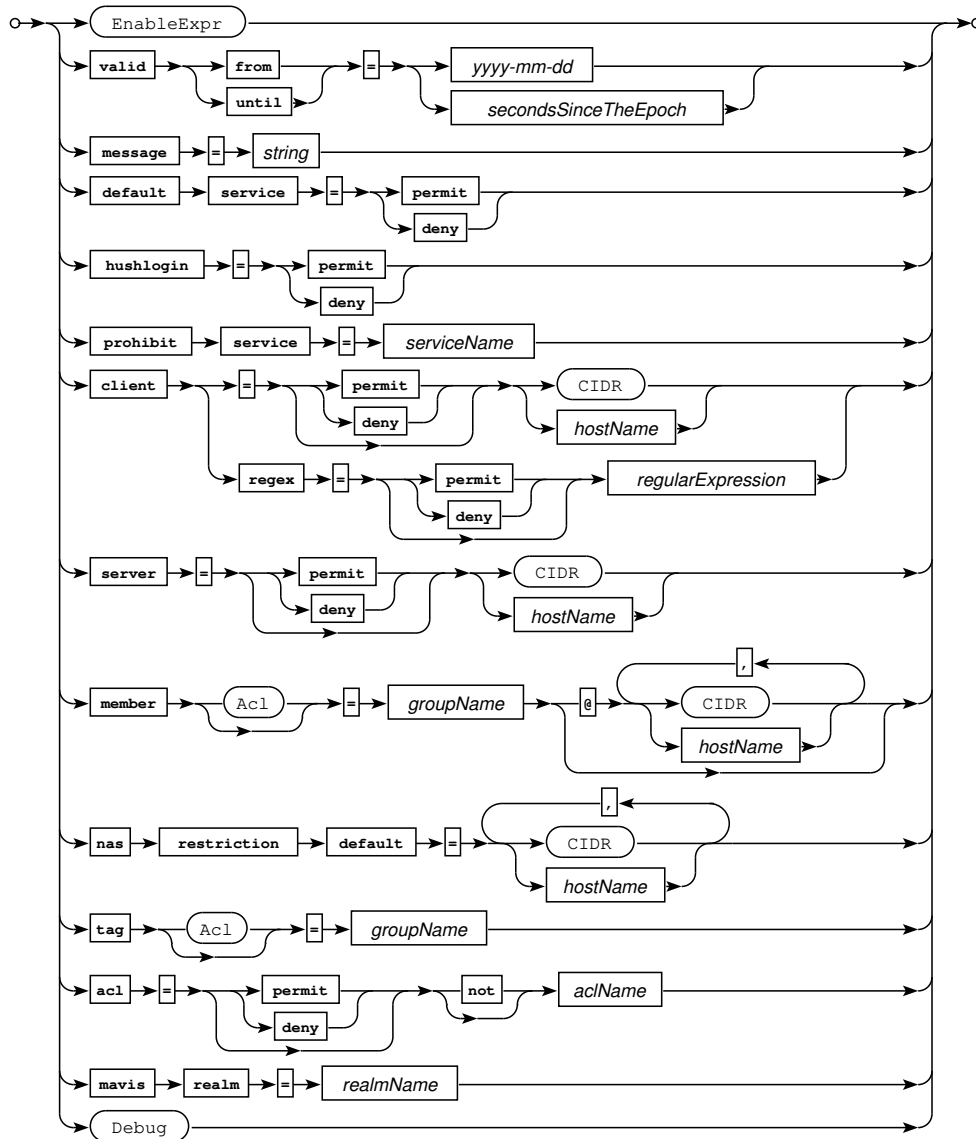 EnableExpr
valid from = yyyy-mm-dd
until secondsSinceTheEpoch
message = string
default service = permit
deny
hushlogin = permit
deny
prohibit service = serviceName
client = permit CIDR
deny hostName
regex = permit regularExpression
deny
server = permit CIDR
deny hostName
,
member Acl = groupName @ CIDR
hostName
,
nas restriction default = CIDR
hostName
tag Acl = groupName
acl = permit not aclName
deny
mavis realm = realmName
Debug